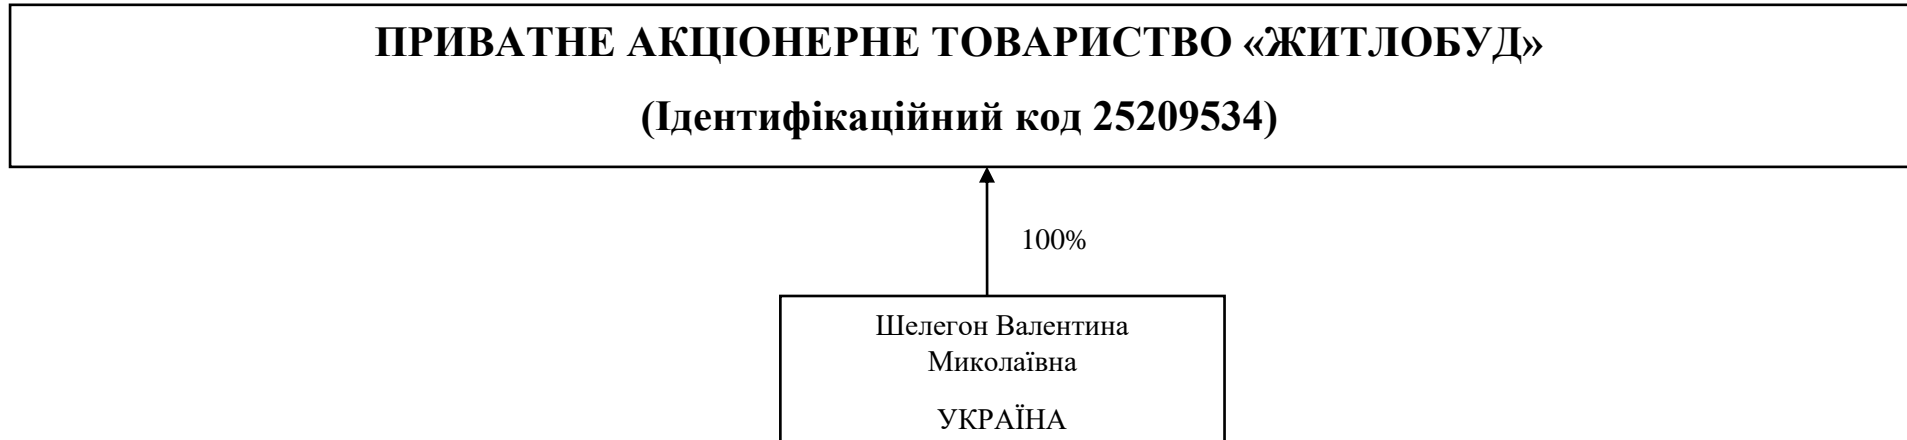 ПРИВАТНЕ АКЦІОНЕРНЕ ТОВАРИСТВО «ЖИТЛОБУД»
(Ідентифікаційний код 25209534)
100%
Шелегон Валентина
Миколаївна
УКРАЇНА